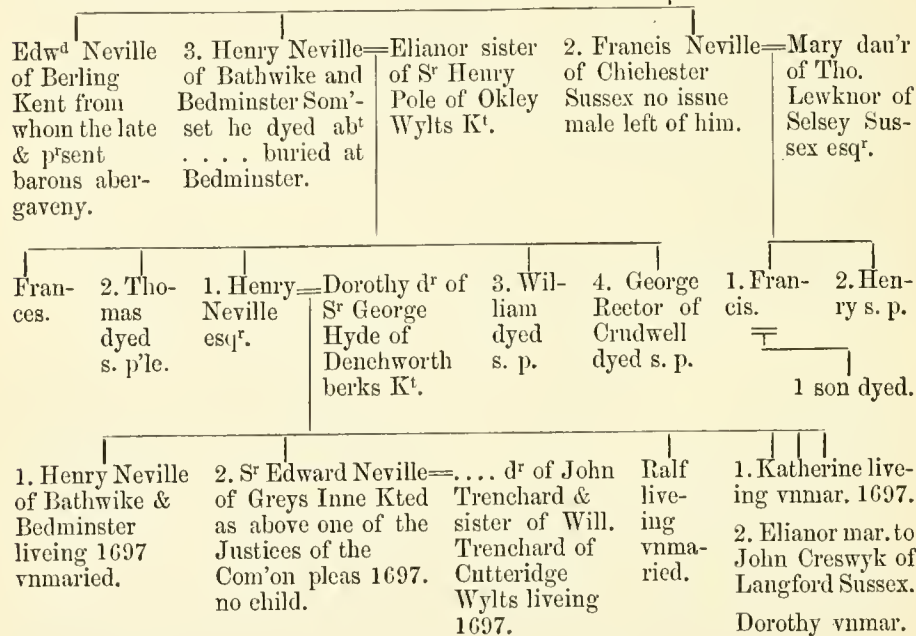 Edwᵈ Neville
of Berling
Kent from
whom the late
& pʳsent
barons aber-
gaveny.
3. Henry Neville=
of Bathwike and
Bedminster Som'-
set he dyed abᵗ
. . . . buried at
Bedminster.
Elianor sister
of Sʳ Henry
Pole of Okley
Wylts Kᵗ.
2. Francis Neville=
of Chichester
Sussex no issue
male left of him.
Mary dau'r
of Tho.
Lewknor of
Selsey Sus-
sex esqʳ.
Fran-
ces.
2. Tho-
mas
dyed
s. p'le.
1. Henry=
Neville
esqʳ.
Dorothy dʳ of
Sʳ George
Hyde of
Denchworth
berks Kᵗ.
3. Wil-
liam
dyed
s. p.
4. George
Rector of
Crudwell
dyed s. p.
1. Fran-
cis.
2. Hen-
ry s. p.
1 son dyed.
1. Henry Neville
of Bathwike &
Bedminster
liveing 1697
vnmaried.
2. Sʳ Edward Neville=
of Greys Inne Kted
as above one of the
Justices of the
Com'on pleas 1697.
no child.
.... dʳ of John
Trenchard &
sister of Will.
Trenchard of
Cutteridge
Wylts liveing
1697.
Ralf
live-
ing
vnma-
ried.
1. Katherine live-
ing vnmar. 1697.
2. Elianor mar. to
John Creswyk of
Langford Sussex.
Dorothy vnmar.